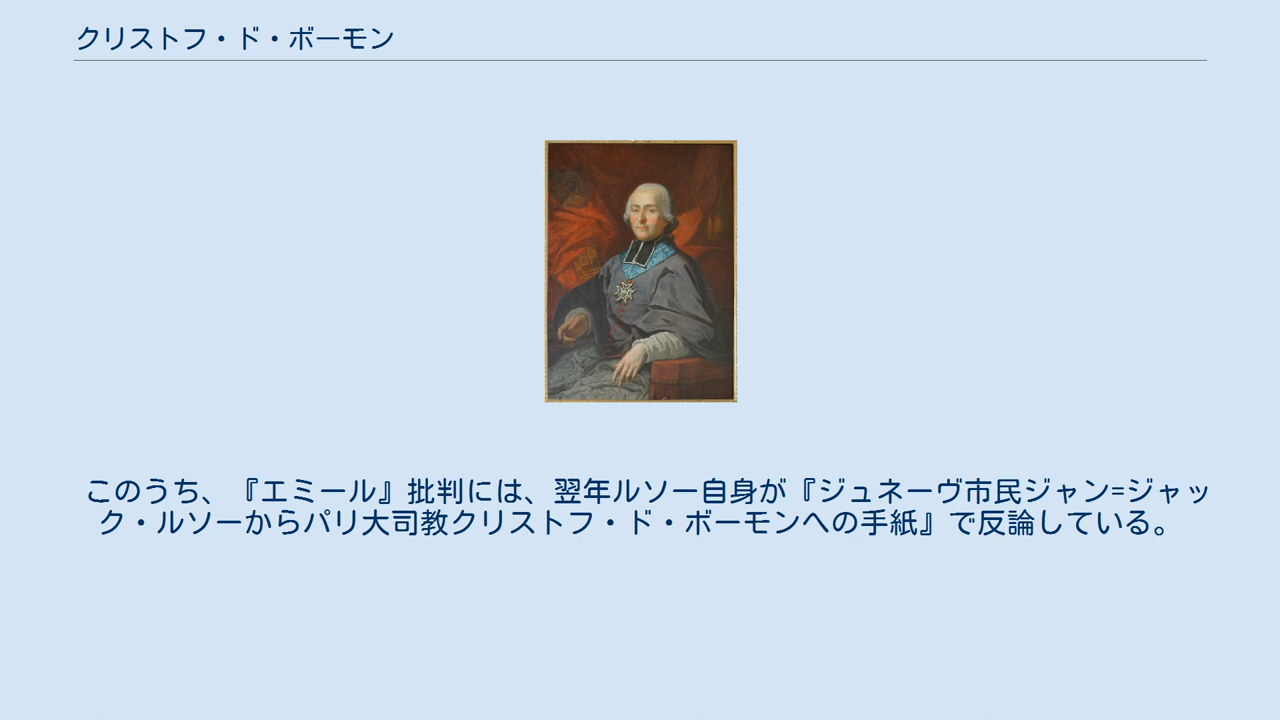 クリストフ・ド・ボーモン
このうち、『エミール』批判には、翌年ルソー自身が『ジュネーヴ市民ジャン=ジャッ
ク・ルソーからパリ大司教クリストフ・ド・ボーモンへの手紙』で反論している。